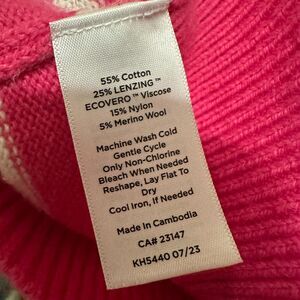 55% Cotton
25% LENZING™
ECOVERO™ Viscose
15% Nylon
5% Merino Wool
Machine Wash Cold
Gentle Cycle
Only Non-Chlorine
Bleach When Needed
Reshape, Lay Flat To
Dry
Cool Iron, If Needed
Made In Cambodia
CA# 23147
KH5440 07/23